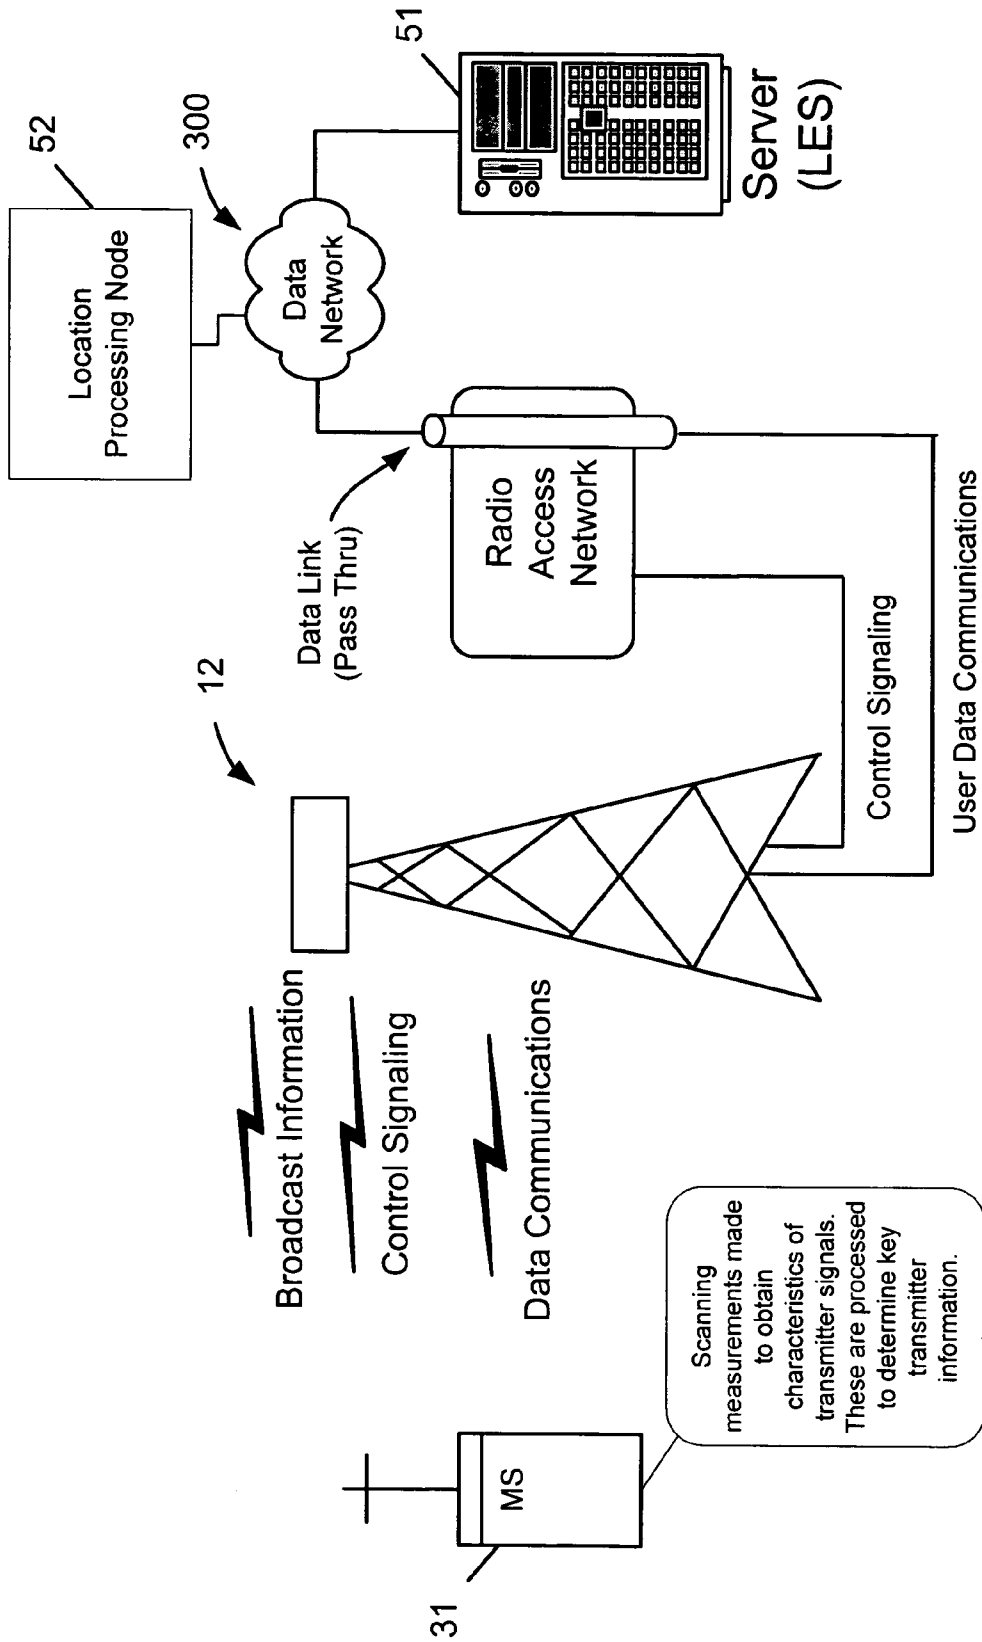 52
Location
Processing Node
300
Data
Network
51
Server
(LES)
Data Link
(Pass Thru)
Radio
Access
Network
12
Control Signaling
User Data Communications
Broadcast Information
Control Signaling
Data Communications
Scanning
measurements made
to obtain
characteristics of
transmitter signals.
These are processed
to determine key
transmitter
information.
MS
31